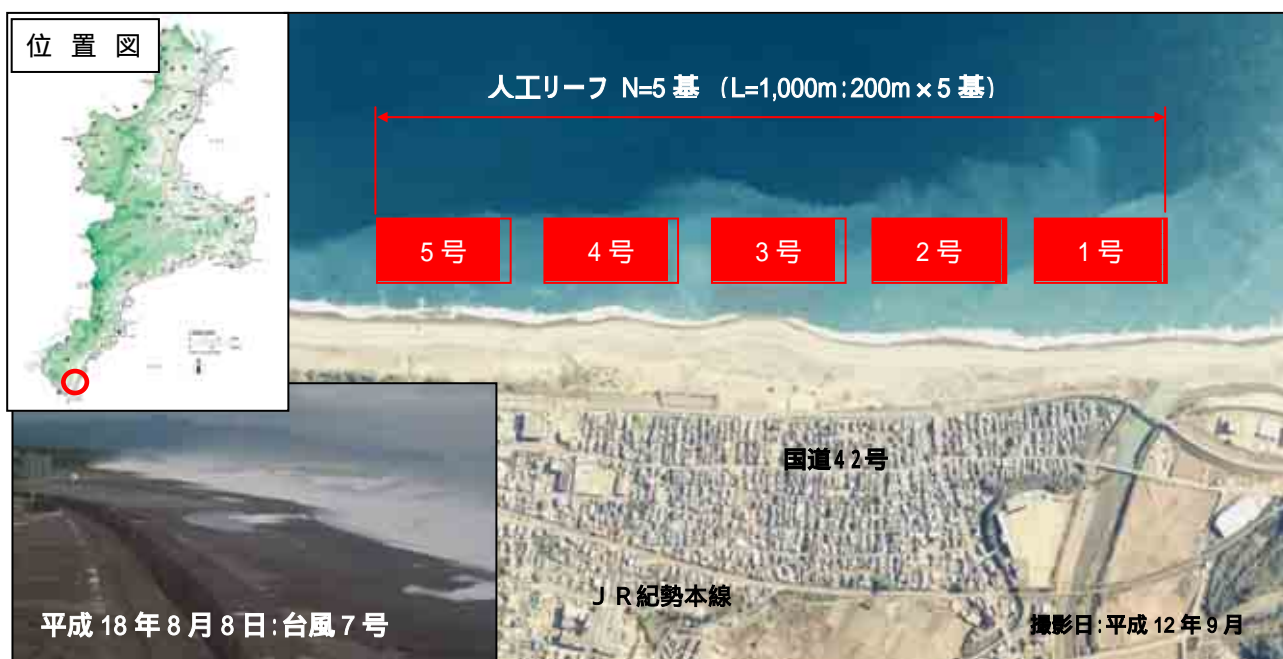 位 置 図
人工リーフ N=5 基 (L=1,000m:200m×5 基)
5 号
4 号
3 号
2 号
1 号
国道42号
JR紀勢本線
平成 18 年 8 月 8 日:台風 7 号
撮影日:平成 12 年 9 月